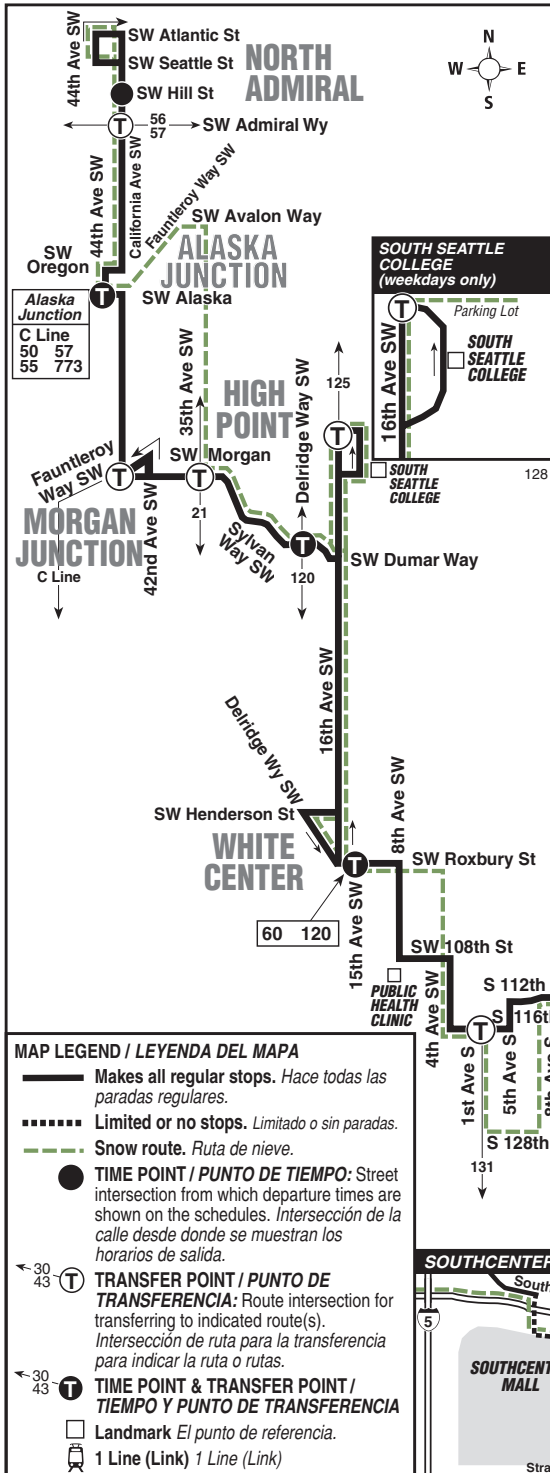 44th Ave SW
SW Atlantic St
SW Seattle St
NORTH
ADMIRAL
SW Hill St
N
W E
S
56
57
SW Admiral Wy
T
44th Ave SW
California Ave SW
Fauntleroy Way SW
SW Avalon Way
ALASKA
JUNCTION
SW
Oregon
T
SW Alaska
Alaska
Junction
C Line
50 57
55 773
35th Ave SW
SOUTH SEATTLE
COLLEGE
(weekdays only)
T
Parking Lot
16th Ave SW
SOUTH
SEATTLE
COLLEGE
128
HIGH
POINT
Delridge Way SW
125
T
SOUTH
SEATTLE
COLLEGE
Fauntleroy
Way SW
T
SW Morgan
T
21
MORGAN
JUNCTION
C Line
42nd Ave SW
Sylvan
Way SW
T
120
SW Dumar Way
16th Ave SW
Delridge Wy SW
SW Henderson St
WHITE
CENTER
T
60 120
15th Ave SW
8th Ave SW
SW Roxbury St
SW 108th St
PUBLIC
HEALTH
CLINIC
4th Ave SW
S 112th
S 116th
T
1st Ave S
5th Ave S
8th Ave S
S 128th
131
MAP LEGEND / LEYENDA DEL MAPA
Makes all regular stops. Hace todas las
paradas regulares.
Limited or no stops. Limitado o sin paradas.
Snow route. Ruta de nieve.
TIME POINT / PUNTO DE TIEMPO: Street
intersection from which departure times are
shown on the schedules. Intersección de la
calle desde donde se muestran los
horarios de salida.
30
43
T
TRANSFER POINT / PUNTO DE
TRANSFERENCIA: Route intersection for
transferring to indicated route(s).
Intersección de ruta para la transferencia
para indicar la ruta o rutas.
30
43
T
TIME POINT & TRANSFER POINT /
TIEMPO Y PUNTO DE TRANSFERENCIA
Landmark El punto de referencia.
1 Line (Link) 1 Line (Link)
SOUTHCENTER
South
5
SOUTHCENT
MALL
Stra